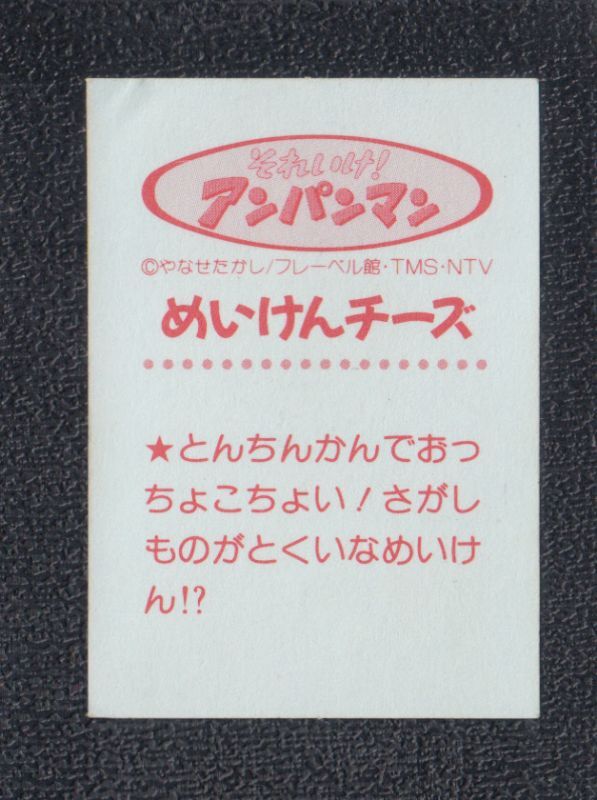 それいけ!
アンパンマン
©やなせたかし/フレーベル館・TMS・NTV
めいけんチーズ
★とんちんかんでおっ
ちょこちょい!さがし
ものがとくいなめいけ
ん!?